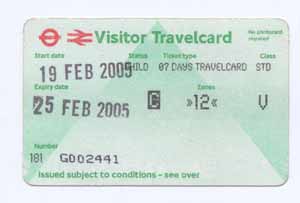 Visitor Travelcard
No photocard required
Start date Status Ticket type Class
19 FEB 2005 HILD 07 DAYS TRAVELCARD STD
Expiry date Zones
25 FEB 2005 C »12« V
Number
181 GD02441
Issued subject to conditions – see over